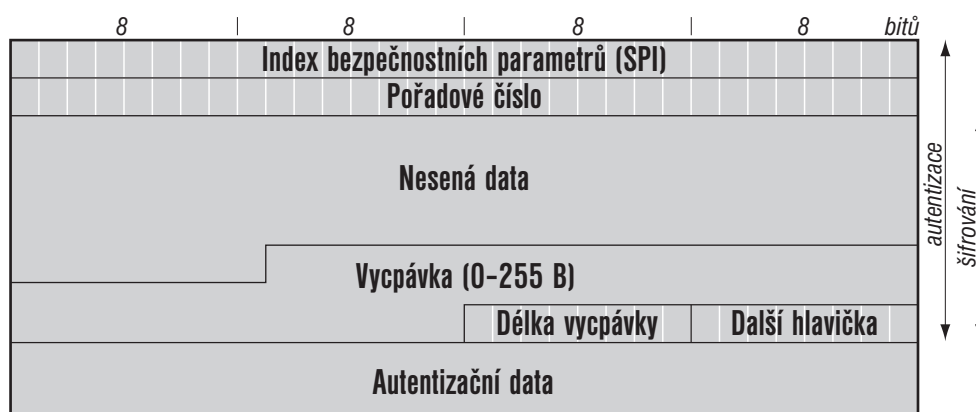 8 8 8 8 bitů
Index bezpečnostních parametrů (SPI)
Pořadové číslo
Nesená data
Vycpávka (0–255 B)
Délka vycpávky Další hlavička
Autentizační data
autentizace
šifrování